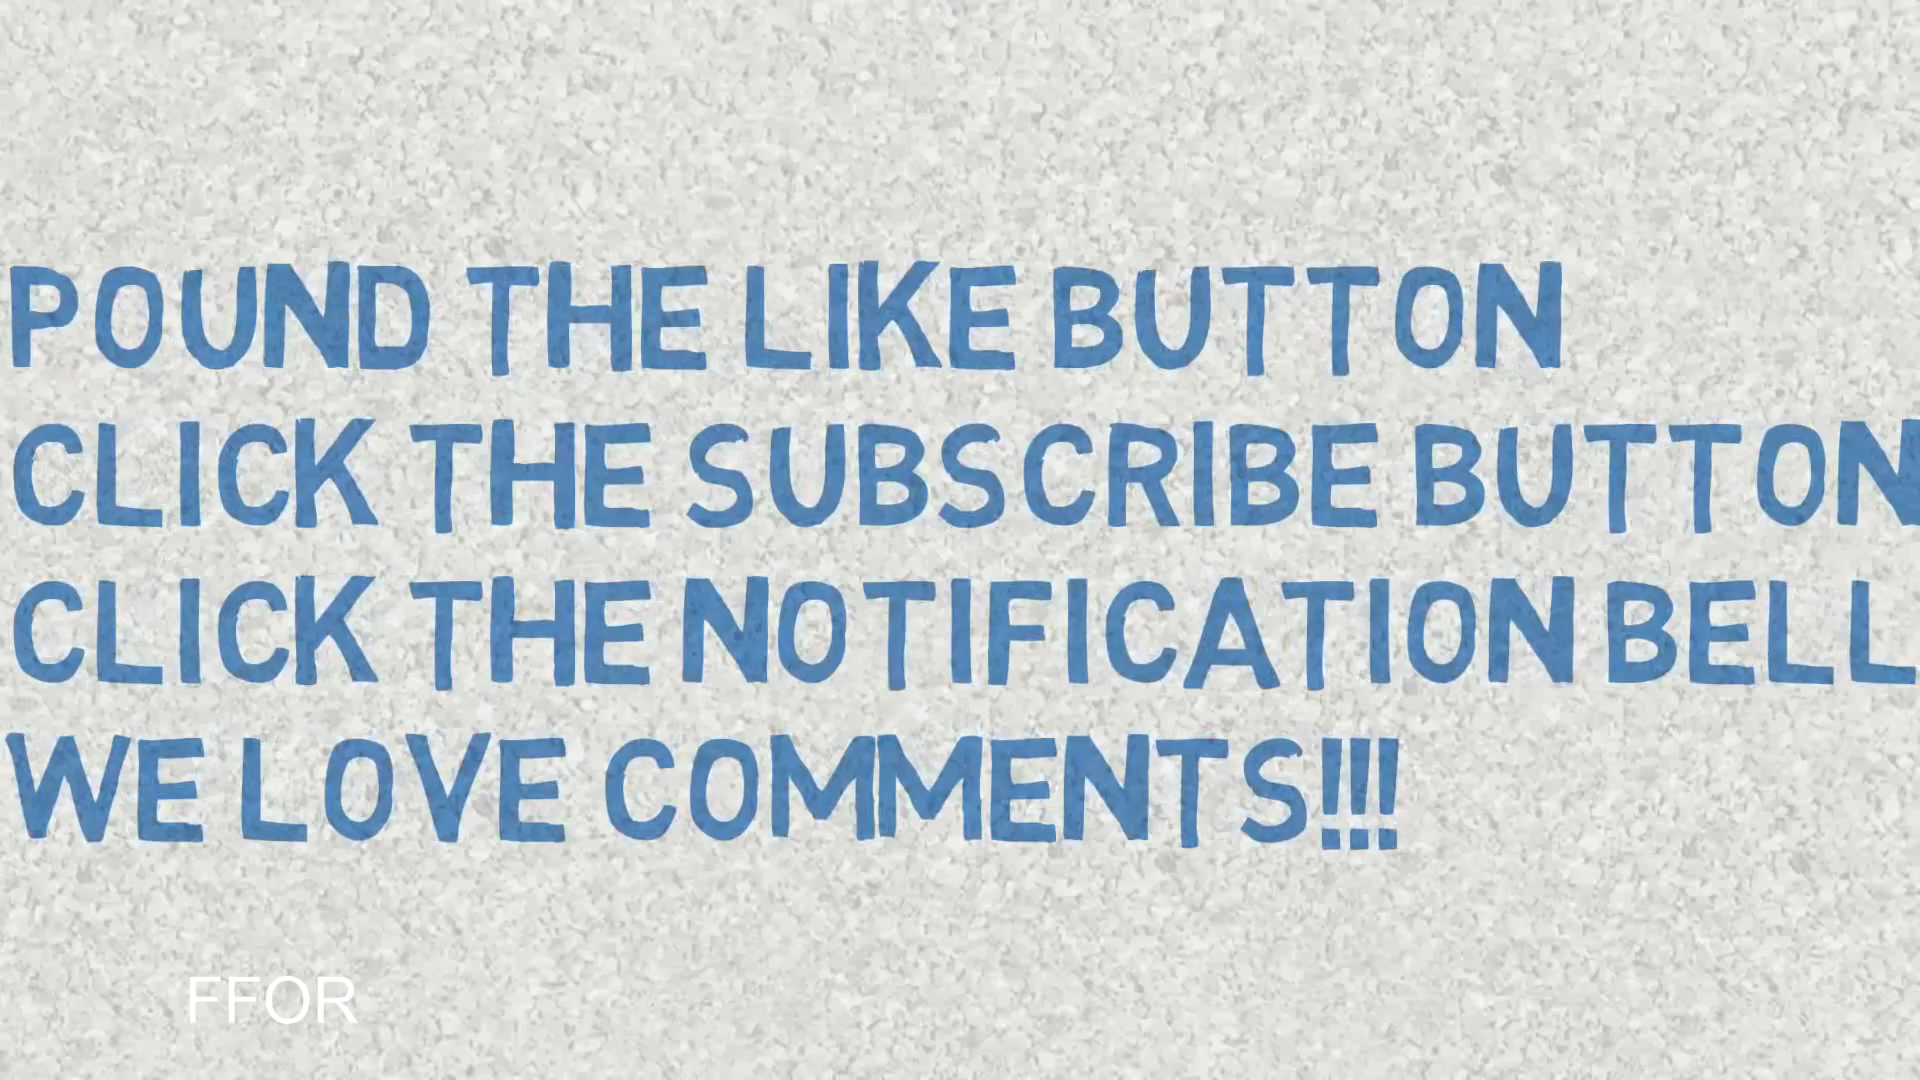 POUND THE LIKE BUTTON
CLICK THE SUBSCRIBE BUTTON
CLICK THE NOTIFICATION BELL
WE LOVE COMMENTS!!!
FFOR